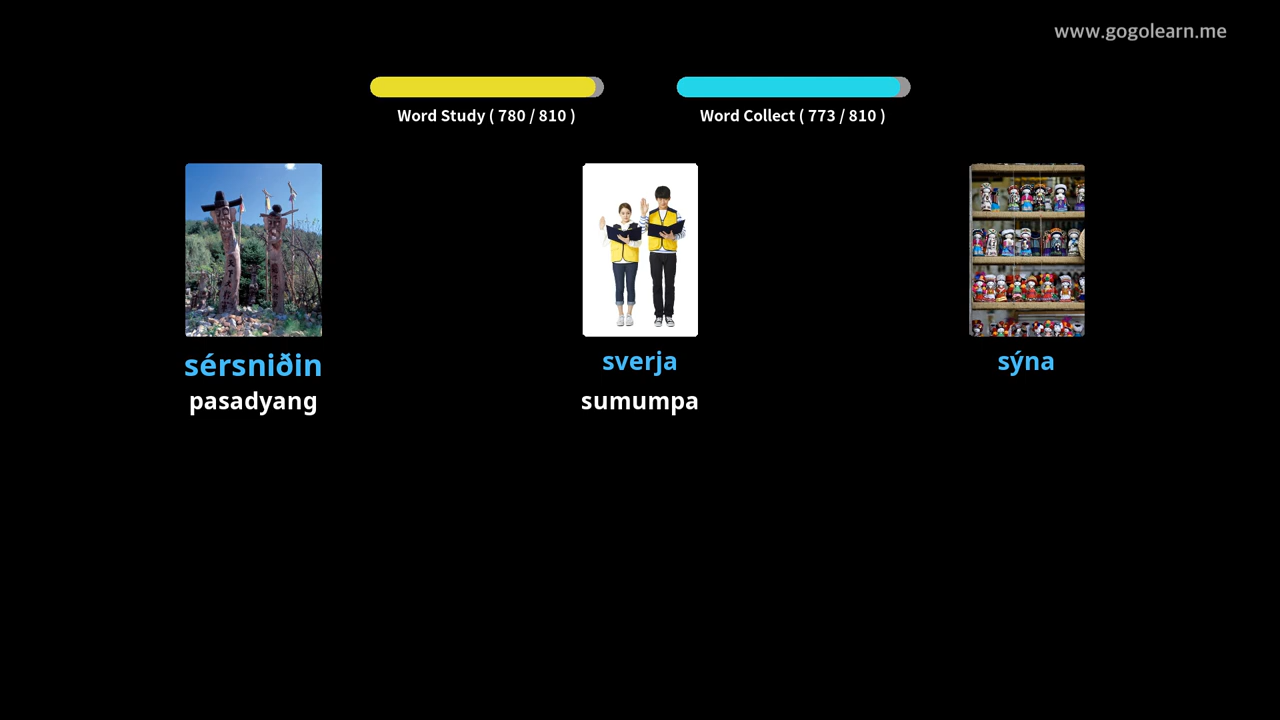 www.gogolearn.me
Word Study ( 780 / 810 )
Word Collect ( 773 / 810 )
sérsniðin
sverja
sýna
pasadyang
sumumpa